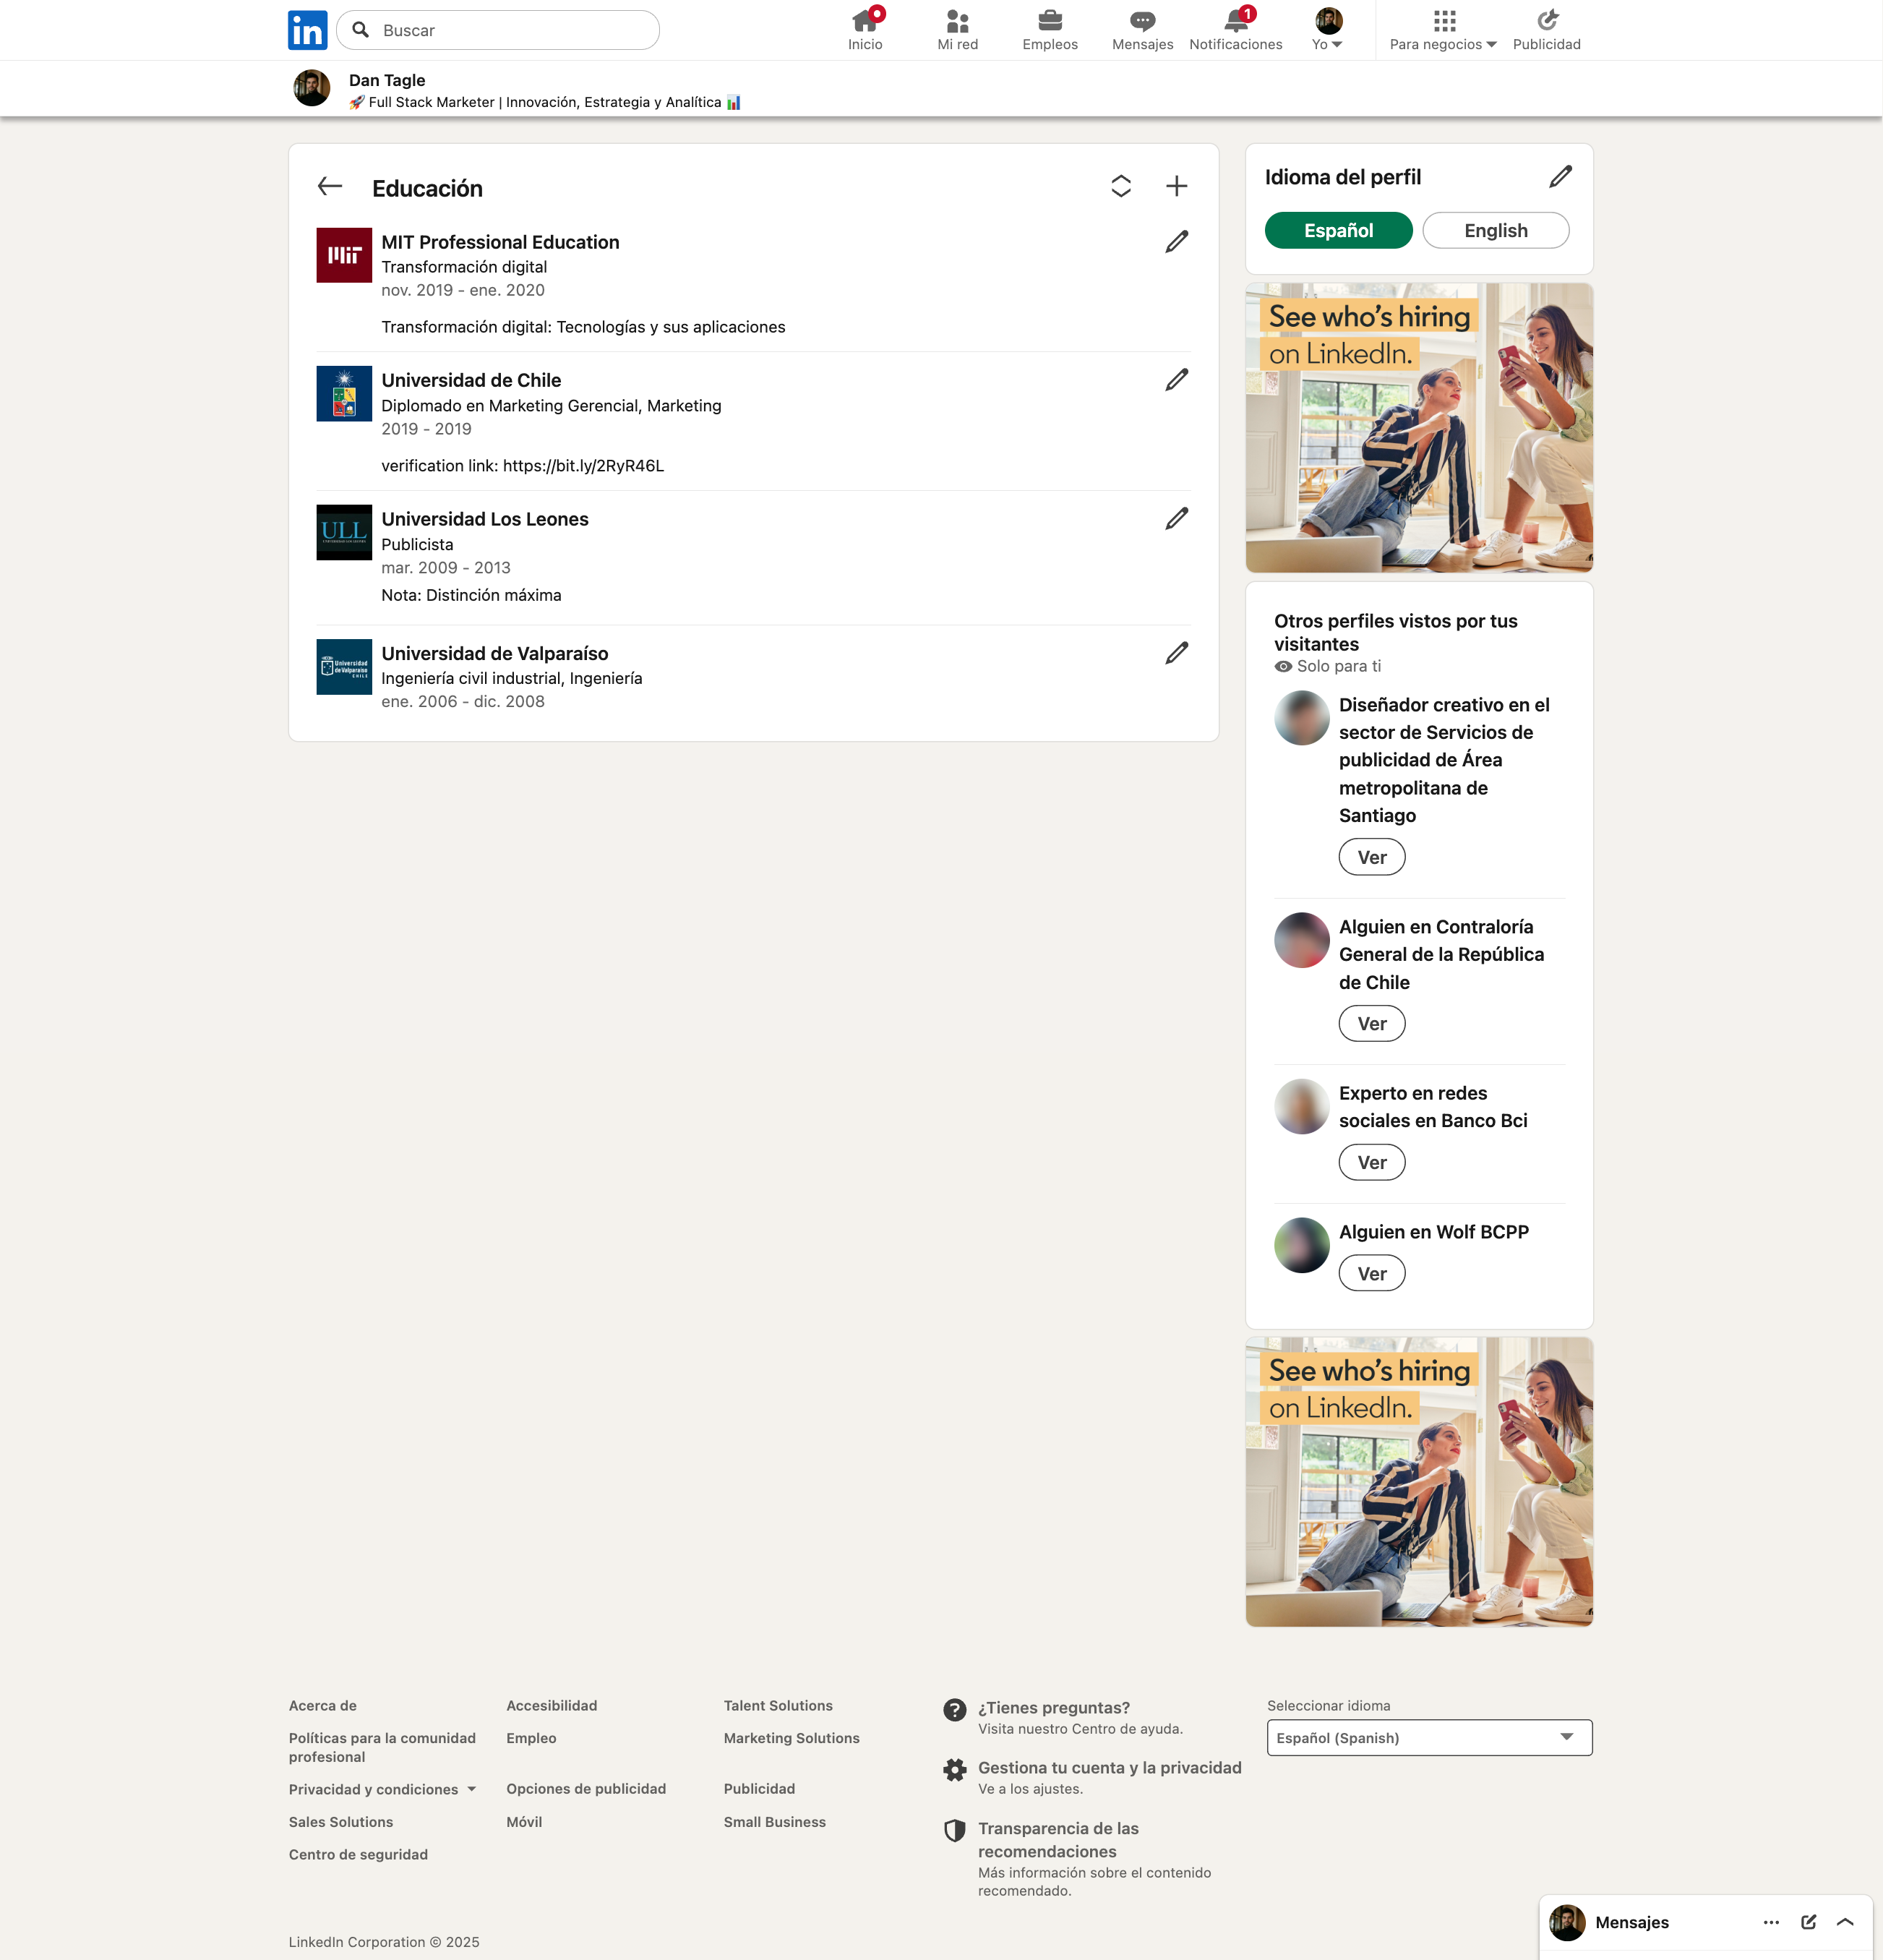 in
Buscar
Inicio
Mi red
Empleos
Mensajes
1
Notificaciones
Yo
Para negocios
Publicidad
Dan Tagle
🚀 Full Stack Marketer | Innovación, Estrategia y Analítica 📊
Educación
MIT
MIT Professional Education
Transformación digital
nov. 2019 - ene. 2020
Transformación digital: Tecnologías y sus aplicaciones
Universidad de Chile
Diplomado en Marketing Gerencial, Marketing
2019 - 2019
verification link: https://bit.ly/2RyR46L
ULL
UNIVERSIDAD LOS LEONES
Universidad Los Leones
Publicista
mar. 2009 - 2013
Nota: Distinción máxima
Universidad
de Valparaíso
CHILE
Universidad de Valparaíso
Ingeniería civil industrial, Ingeniería
ene. 2006 - dic. 2008
Idioma del perfil
Español
English
See who's hiring
on LinkedIn.
Otros perfiles vistos por tus
visitantes
Solo para ti
Diseñador creativo en el
sector de Servicios de
publicidad de Área
metropolitana de
Santiago
Ver
Alguien en Contraloría
General de la República
de Chile
Ver
Experto en redes
sociales en Banco Bci
Ver
Alguien en Wolf BCPP
Ver
See who's hiring
on LinkedIn.
Acerca de
Accesibilidad
Talent Solutions
Políticas para la comunidad
profesional
Empleo
Marketing Solutions
Privacidad y condiciones
Opciones de publicidad
Publicidad
Sales Solutions
Móvil
Small Business
Centro de seguridad
¿Tienes preguntas?
Visita nuestro Centro de ayuda.
Gestiona tu cuenta y la privacidad
Ve a los ajustes.
Transparencia de las
recomendaciones
Más información sobre el contenido
recomendado.
Seleccionar idioma
Español (Spanish)
LinkedIn Corporation © 2025
Mensajes